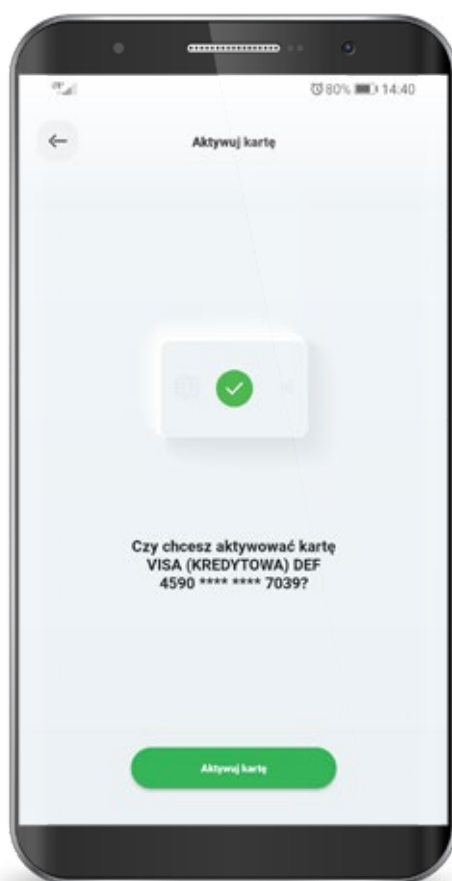 80% 14:40
Aktywuj kartę
Czy chcesz aktywować kartę
VISA (KREDYTOWA) DEF
4590 **** **** 7039?
Aktywuj kartę